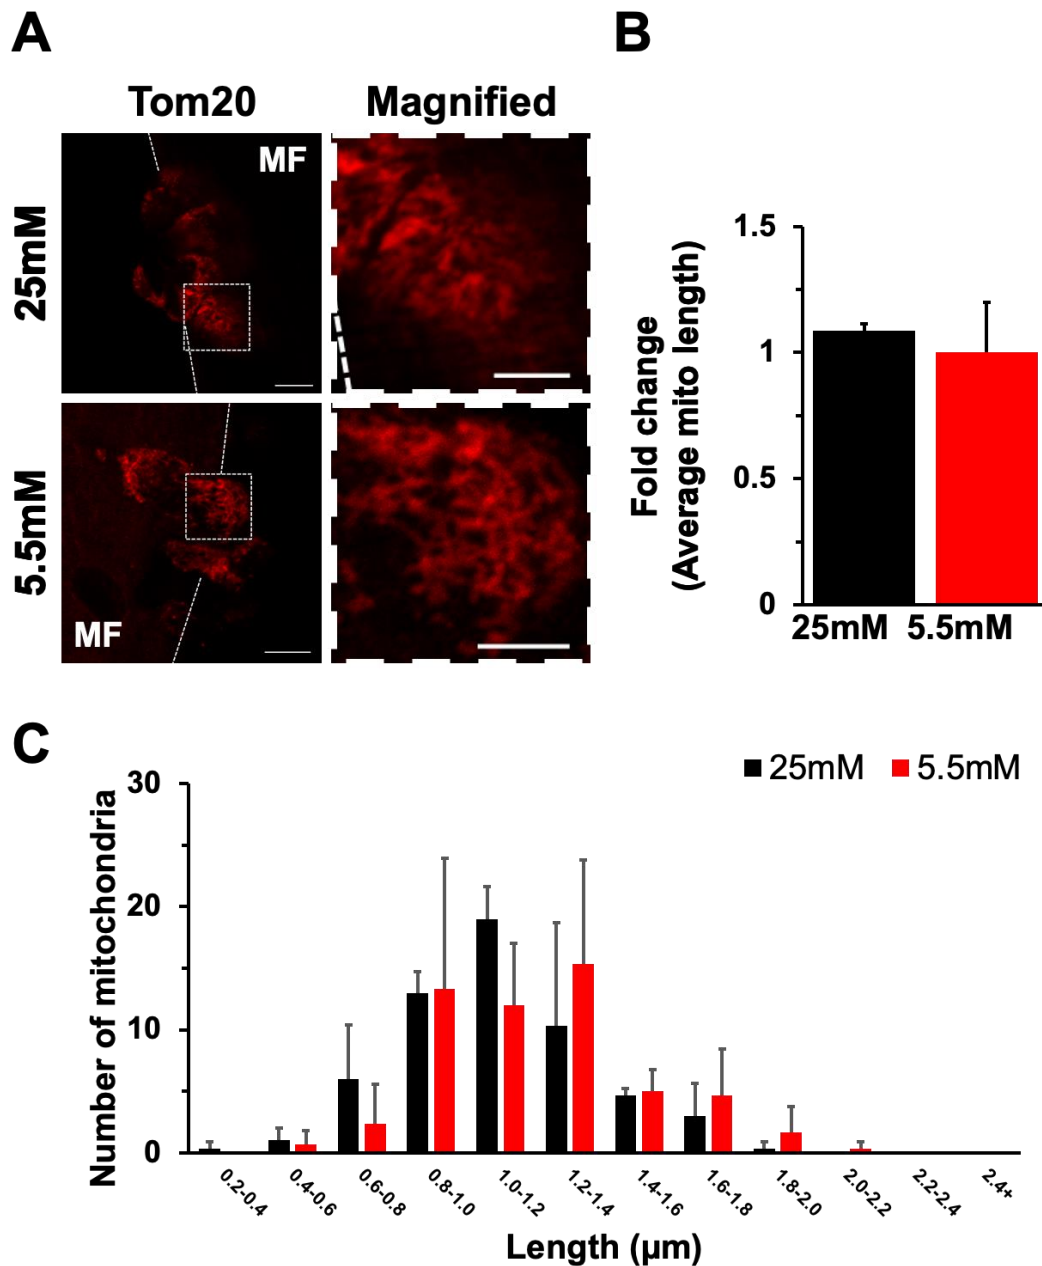 A
B
Tom20
Magnified
25mM
MF
5.5mM
MF
Fold change
(Average mito length)
1.5
1
0.5
0
25mM 5.5mM
C
25mM 5.5mM
Number of mitochondria
30
20
10
0
0.2-0.4 0.4-0.6 0.6-0.8 0.8-1.0 1.0-1.2 1.2-1.4 1.4-1.6 1.6-1.8 1.8-2.0 2.0-2.2 2.2-2.4 2.4+
Length (µm)